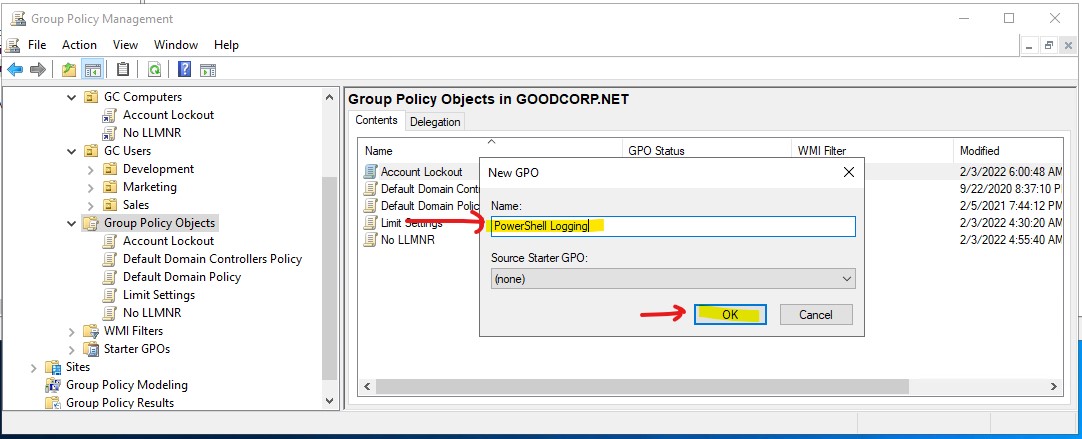 Group Policy Management
File Action View Window Help
GC Computers
Account Lockout
No LLMNR
GC Users
Development
Marketing
Sales
Group Policy Objects
Account Lockout
Default Domain Controllers Policy
Default Domain Policy
Limit Settings
No LLMNR
WMI Filters
Starter GPOs
Sites
Group Policy Modeling
Group Policy Results
Group Policy Objects in GOODCORP.NET
Contents Delegation
Name GPO Status WMI Filter Modified
Account Lockout 2/3/2022 6:00:48 AM
Default Domain Cont 9/22/2020 8:37:10 P
Default Domain Polic 2/5/2021 7:44:12 PM
Limit Settings 2/3/2022 4:30:20 AM
No LLMNR 2/3/2022 4:55:40 AM
New GPO
Name:
PowerShell Logging
Source Starter GPO:
(none)
OK Cancel